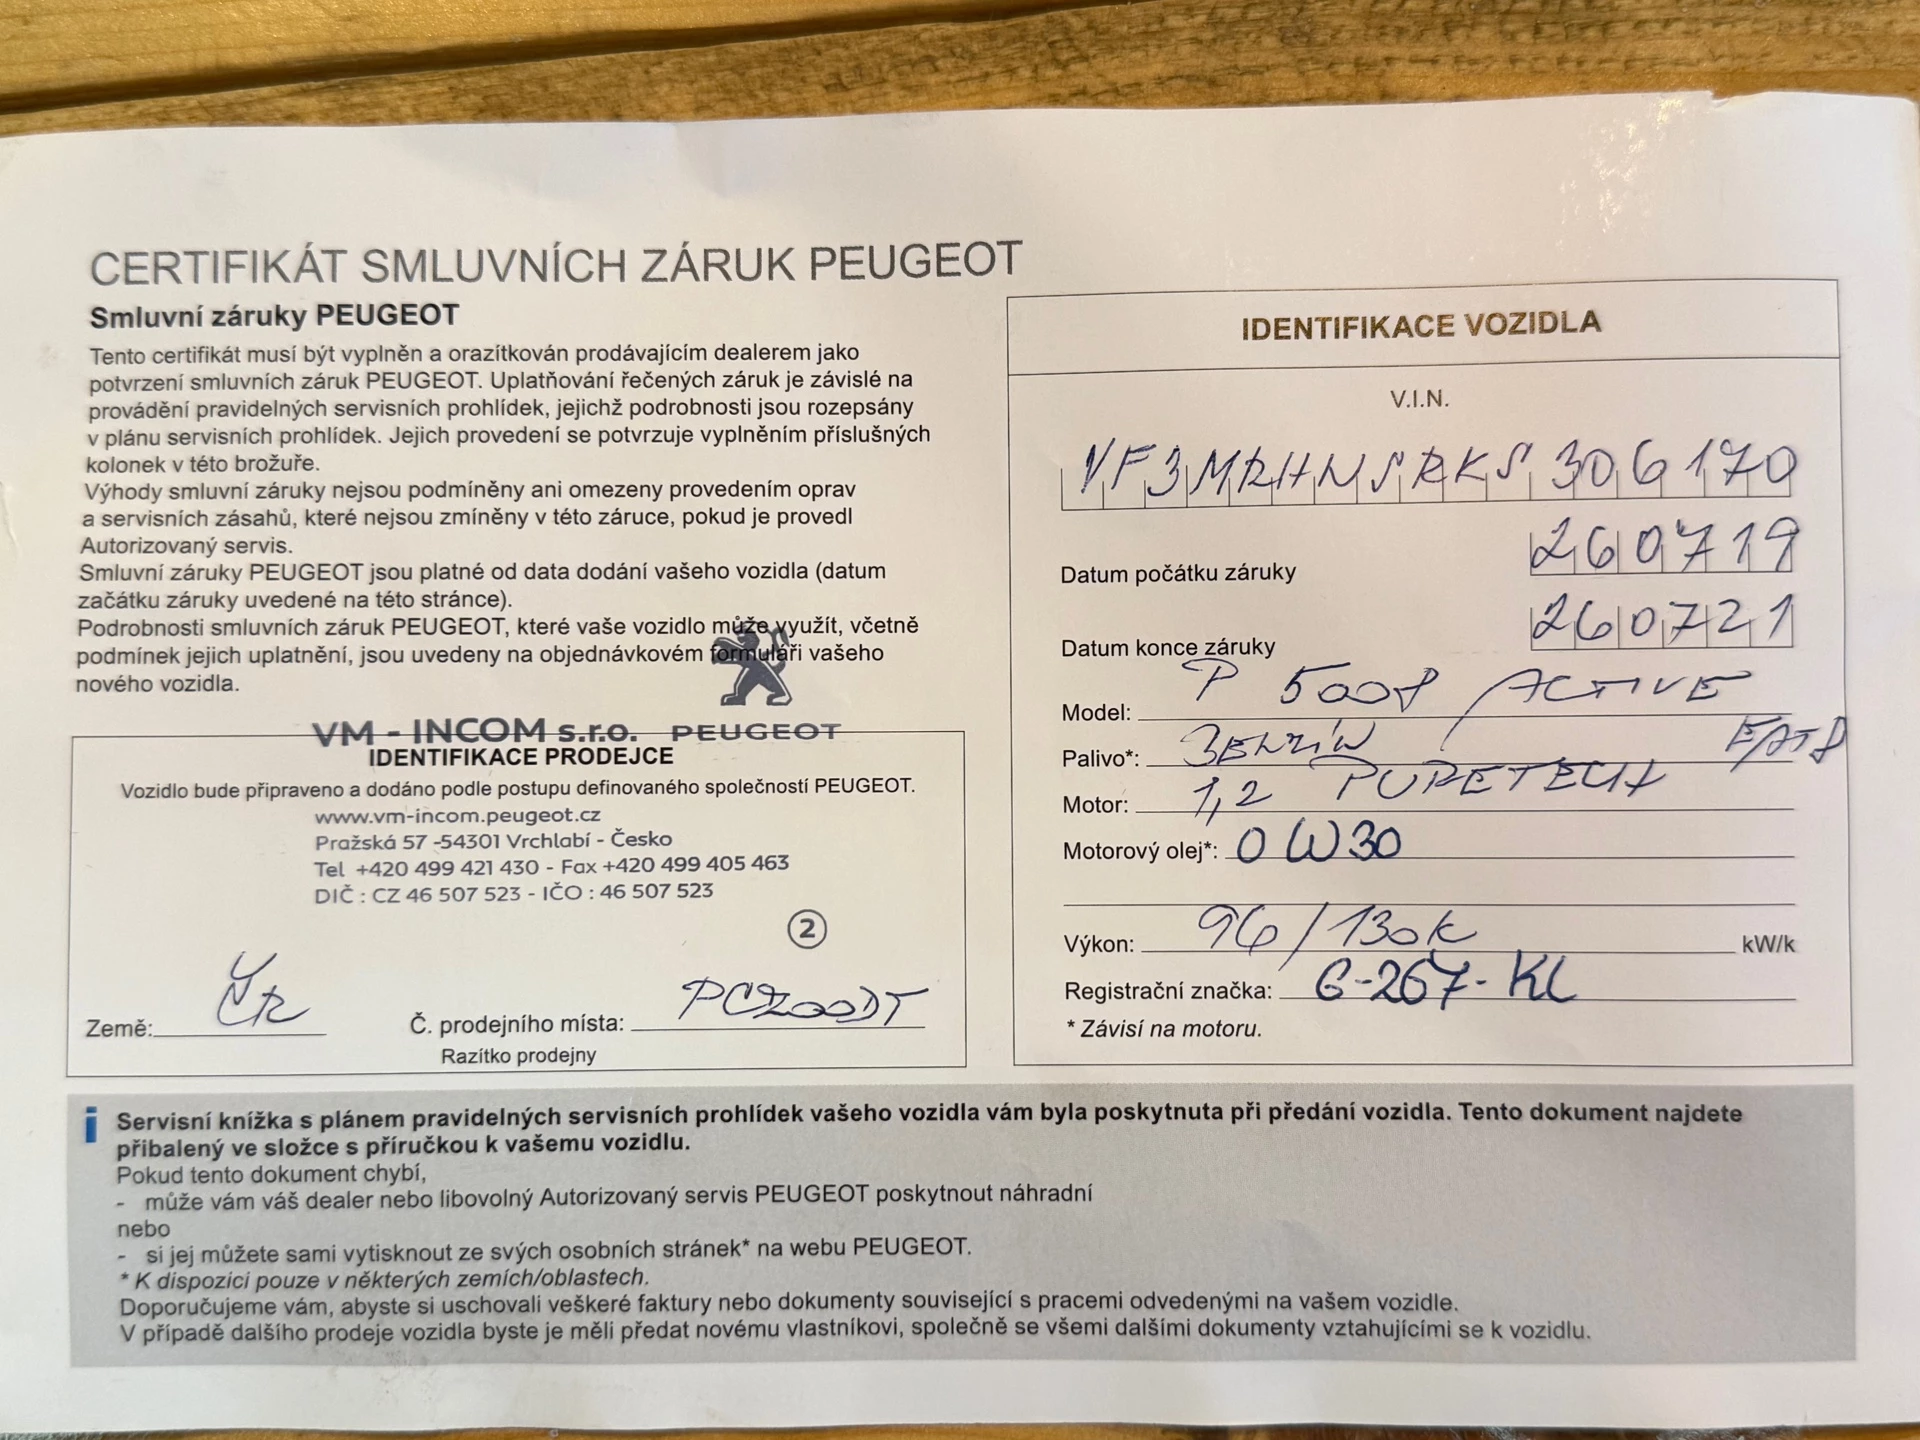 CERTIFIKÁT SMLUVNÍCH ZÁRUK PEUGEOT
Smluvní záruky PEUGEOT
Tento certifikát musí být vyplněn a orazítkován prodávajícím dealerem jako
potvrzení smluvních záruk PEUGEOT. Uplatňování řečených záruk je závislé na
provádění pravidelných servisních prohlídek, jejichž podrobnosti jsou rozepsány
v plánu servisních prohlídek. Jejich provedení se potvrzuje vyplněním příslušných
kolonek v této brožuře.
Výhody smluvní záruky nejsou podmíněny ani omezeny provedením oprav
a servisních zásahů, které nejsou zmíněny v této záruce, pokud je provedl
Autorizovaný servis.
Smluvní záruky PEUGEOT jsou platné od data dodání vašeho vozidla (datum
začátku záruky uvedené na této stránce).
Podrobnosti smluvních záruk PEUGEOT, které vaše vozidlo může využít, včetně
podmínek jejich uplatnění, jsou uvedeny na objednávkovém formuláři vašeho
nového vozidla.
VM - INCOM s.r.o. PEUGEOT
IDENTIFIKACE PRODEJCE
Vozidlo bude připraveno a dodáno podle postupu definovaného společností PEUGEOT.
www.vm-incom.peugeot.cz
Pražská 57 -54301 Vrchlabí - Česko
Tel +420 499 421 430 - Fax +420 499 405 463
DIČ : CZ 46 507 523 - IČO : 46 507 523
2
Země: ČR Č. prodejního místa: PCZ00DT
Razítko prodejny
IDENTIFIKACE VOZIDLA
V.I.N.
VF3MRHNSRKS306170
Datum počátku záruky 260719
Datum konce záruky 260721
Model: P 5008 ACTIVE
Palivo*: BENZÍN EAT8
Motor: 1,2 PURETECH
Motorový olej*: 0W30
Výkon: 96/130k kW/k
Registrační značka: 6-267-KL
* Závisí na motoru.
i Servisní knížka s plánem pravidelných servisních prohlídek vašeho vozidla vám byla poskytnuta při předání vozidla. Tento dokument najdete
přibalený ve složce s příručkou k vašemu vozidlu.
Pokud tento dokument chybí,
- může vám váš dealer nebo libovolný Autorizovaný servis PEUGEOT poskytnout náhradní
nebo
- si jej můžete sami vytisknout ze svých osobních stránek* na webu PEUGEOT.
* K dispozici pouze v některých zemích/oblastech.
Doporučujeme vám, abyste si uschovali veškeré faktury nebo dokumenty související s pracemi odvedenými na vašem vozidle.
V případě dalšího prodeje vozidla byste je měli předat novému vlastníkovi, společně se všemi dalšími dokumenty vztahujícími se k vozidlu.